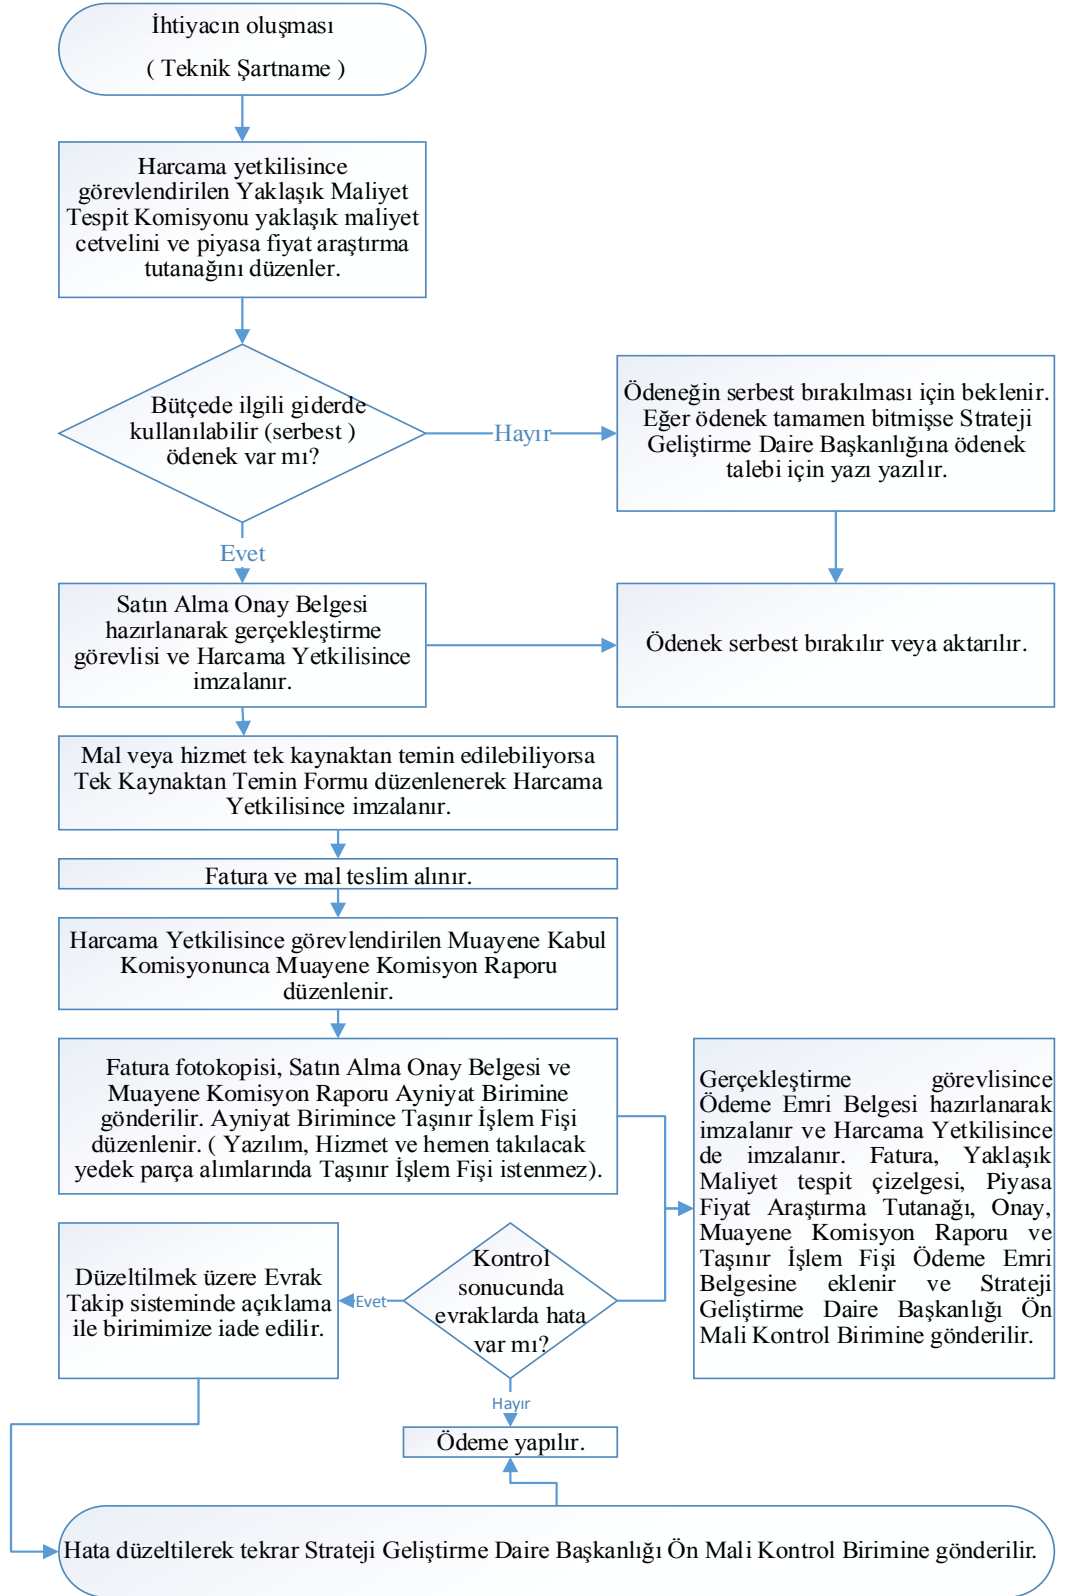 İhtiyacın oluşması
( Teknik Şartname )
Harcama yetkilisince
görevlendirilen Yaklaşık Maliyet
Tespit Komisyonu yaklaşık maliyet
cetvelini ve piyasa fiyat araştırma
tutanağını düzenler.
Bütçede ilgili giderde
kullanılabilir (serbest )
ödenek var mı?
Hayır
Ödeneğin serbest bırakılması için beklenir.
Eğer ödenek tamamen bitmişse Strateji
Geliştirme Daire Başkanlığına ödenek
talebi için yazı yazılır.
Evet
Satın Alma Onay Belgesi
hazırlanarak gerçekleştirme
görevlisi ve Harcama Yetkilisince
imzalanır.
Ödenek serbest bırakılır veya aktarılır.
Mal veya hizmet tek kaynaktan temin edilebiliyorsa
Tek Kaynaktan Temin Formu düzenlenerek Harcama
Yetkilisince imzalanır.
Fatura ve mal teslim alınır.
Harcama Yetkilisince görevlendirilen Muayene Kabul
Komisyonunca Muayene Komisyon Raporu
düzenlenir.
Fatura fotokopisi, Satın Alma Onay Belgesi ve
Muayene Komisyon Raporu Ayniyat Birimine
gönderilir. Ayniyat Birimince Taşınır İşlem Fişi
düzenlenir. ( Yazılım, Hizmet ve hemen takılacak
yedek parça alımlarında Taşınır İşlem Fişi istenmez).
Gerçekleştirme görevlisince
Ödeme Emri Belgesi hazırlanarak
imzalanır ve Harcama Yetkilisince
de imzalanır. Fatura, Yaklaşık
Maliyet tespit çizelgesi, Piyasa
Fiyat Araştırma Tutanağı, Onay,
Muayene Komisyon Raporu ve
Taşınır İşlem Fişi Ödeme Emri
Belgesine eklenir ve Strateji
Geliştirme Daire Başkanlığı Ön
Mali Kontrol Birimine gönderilir.
Kontrol
sonucunda
evraklarda hata
var mı?
Evet
Düzeltilmek üzere Evrak
Takip sisteminde açıklama
ile birimimize iade edilir.
Hayır
Ödeme yapılır.
Hata düzeltilerek tekrar Strateji Geliştirme Daire Başkanlığı Ön Mali Kontrol Birimine gönderilir.